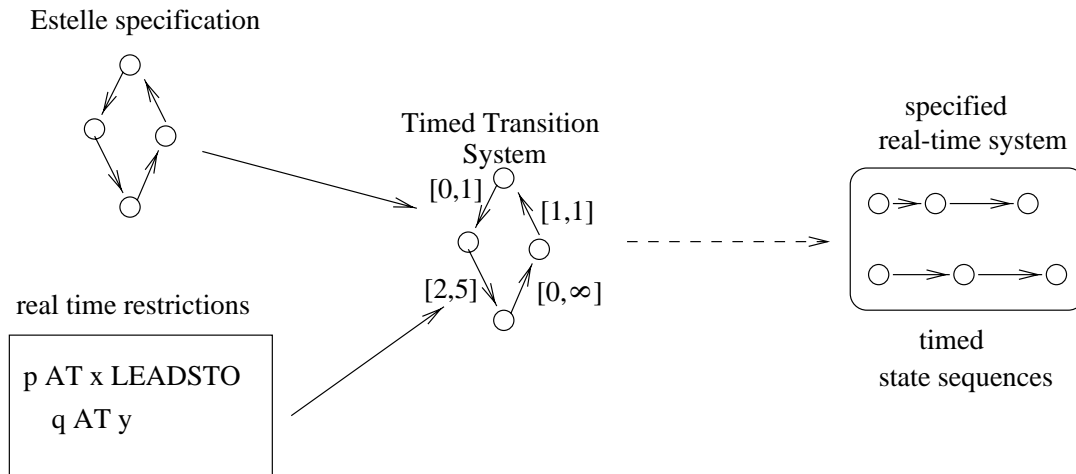 Estelle specification
Timed Transition
System
[0,1]
[1,1]
[2,5]
[0,∞]
specified
real-time system
timed
state sequences
real time restrictions
p AT x LEADSTO
q AT y